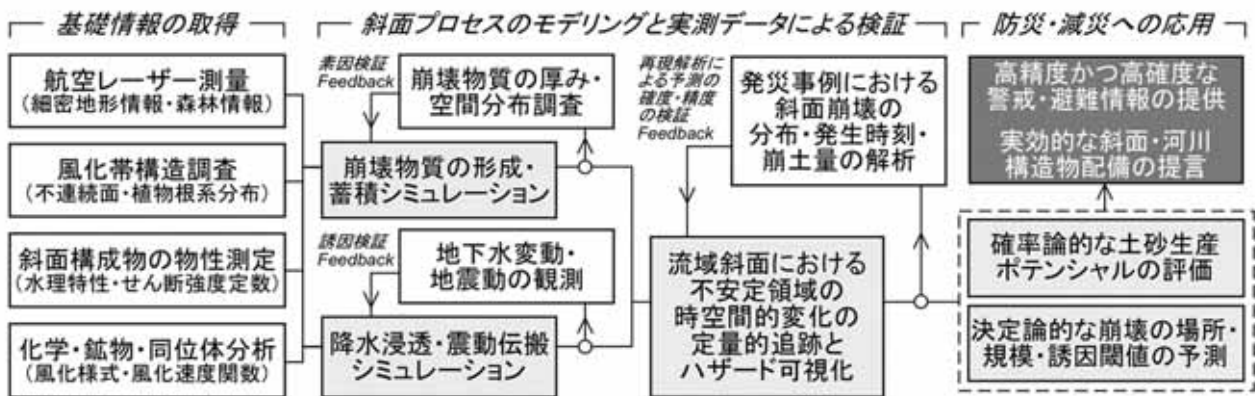 基礎情報の取得
航空レーザー測量
(細密地形情報・森林情報)
風化帯構造調査
(不連続面・植物根系分布)
斜面構成物の物性測定
(水理特性・せん断強度定数)
化学・鉱物・同位体分析
(風化様式・風化速度関数)
斜面プロセスのモデリングと実測データによる検証
素因検証
Feedback
崩壊物質の厚み・
空間分布調査
崩壊物質の形成・
蓄積シミュレーション
誘因検証
Feedback
地下水変動・
地震動の観測
降水浸透・震動伝搬
シミュレーション
再現解析に
よる予測の
確度・精度
の検証
Feedback
発災事例における
斜面崩壊の
分布・発生時刻・
崩土量の解析
流域斜面における
不安定領域の
時空間的変化の
定量的追跡と
ハザード可視化
防災・減災への応用
高精度かつ高確度な
警戒・避難情報の提供
実効的な斜面・河川
構造物配備の提言
確率論的な土砂生産
ポテンシャルの評価
決定論的な崩壊の場所・
規模・誘因閾値の予測